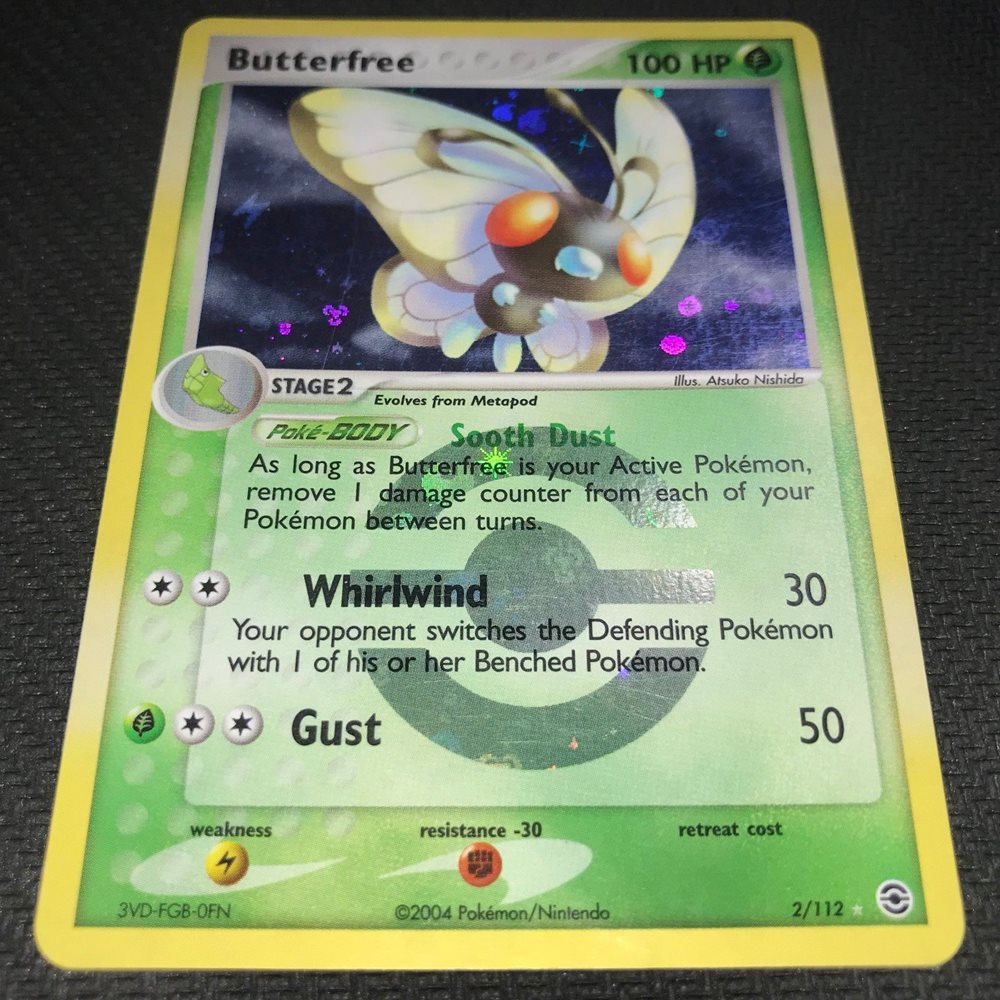 Butterfree 100 HP
Illus. Atsuko Nishida
STAGE2
Evolves from Metapod
Poké-BODY Sooth Dust
As long as Butterfree is your Active Pokémon,
remove 1 damage counter from each of your
Pokémon between turns.
Whirlwind 30
Your opponent switches the Defending Pokémon
with 1 of his or her Benched Pokémon.
Gust 50
weakness resistance -30 retreat cost
3VD-FGB-0FN ©2004 Pokémon/Nintendo 2/112